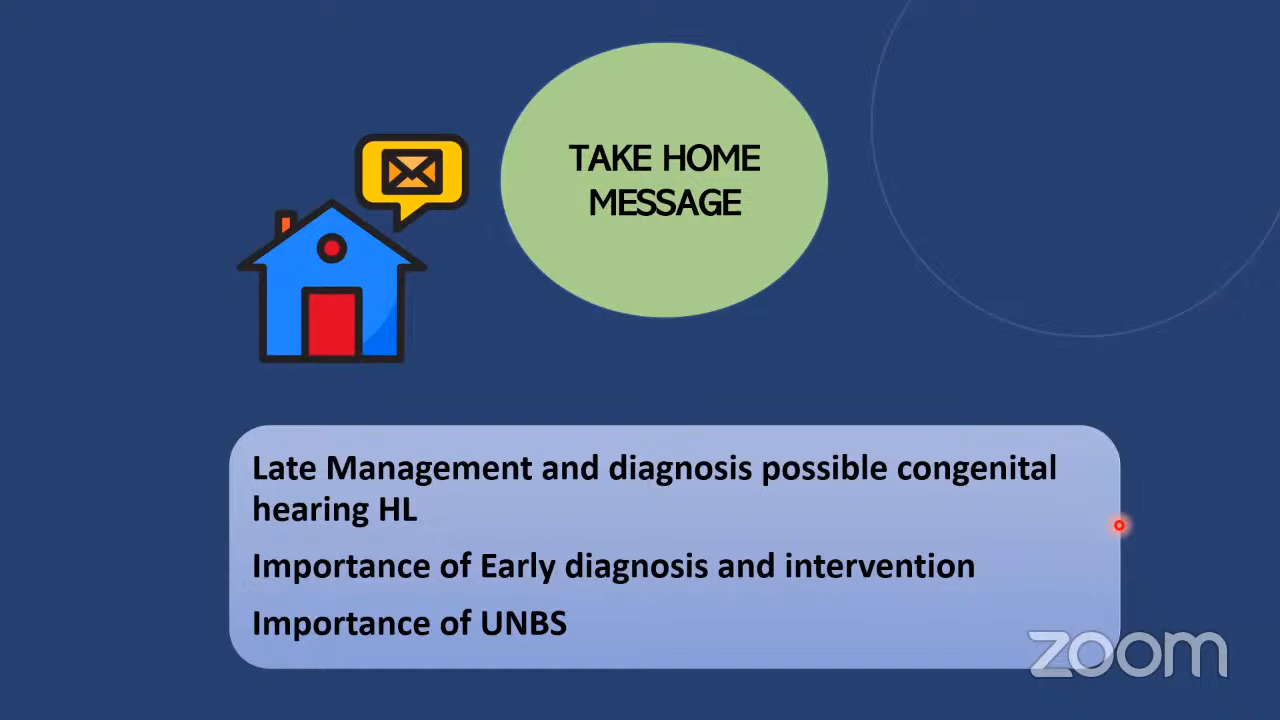 TAKE HOME
MESSAGE
Late Management and diagnosis possible congenital
hearing HL
Importance of Early diagnosis and intervention
Importance of UNBS
zoom